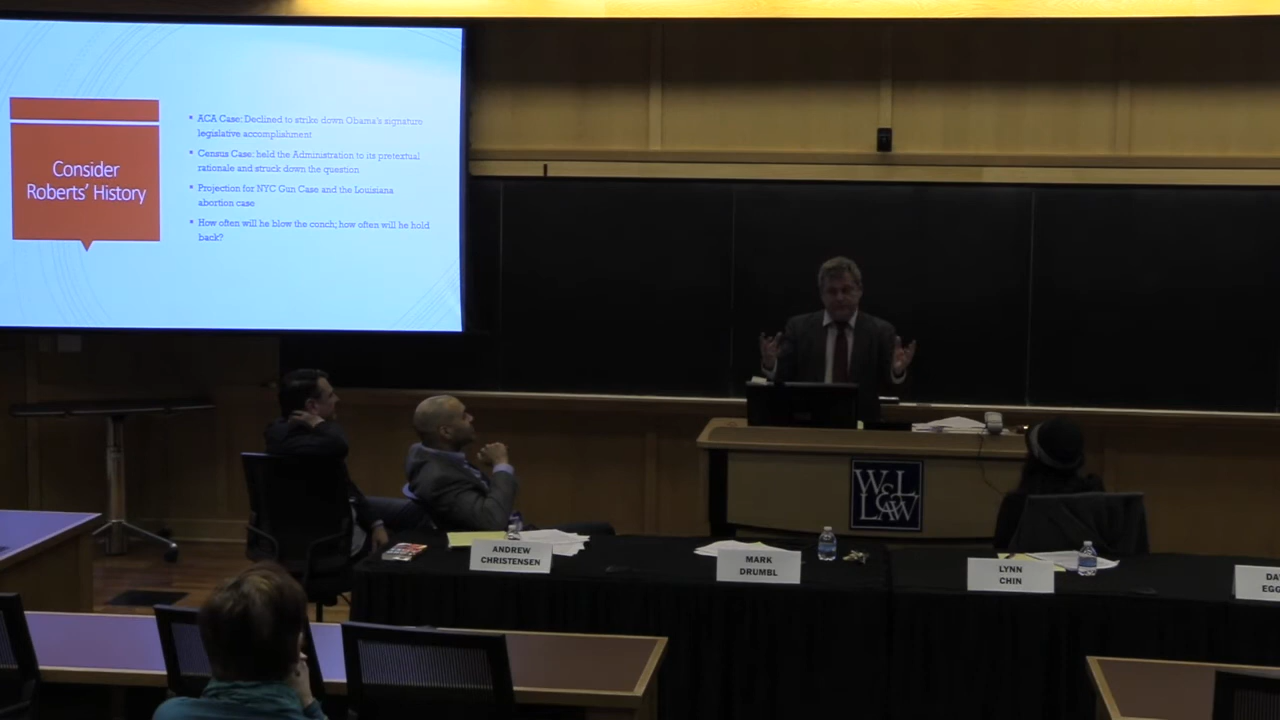 Consider
Roberts' History
▪ ACA Case: Declined to strike down Obama's signature
legislative accomplishment
▪ Census Case: held the Administration to its pretextual
rationale and struck down the question
▪ Projection for NYC Gun Case and the Louisiana
abortion case
▪ How often will he blow the conch; how often will he hold
back?
W&L
LAW
ANDREW
CHRISTENSEN
MARK
DRUMBL
LYNN
CHIN
DA
EGG